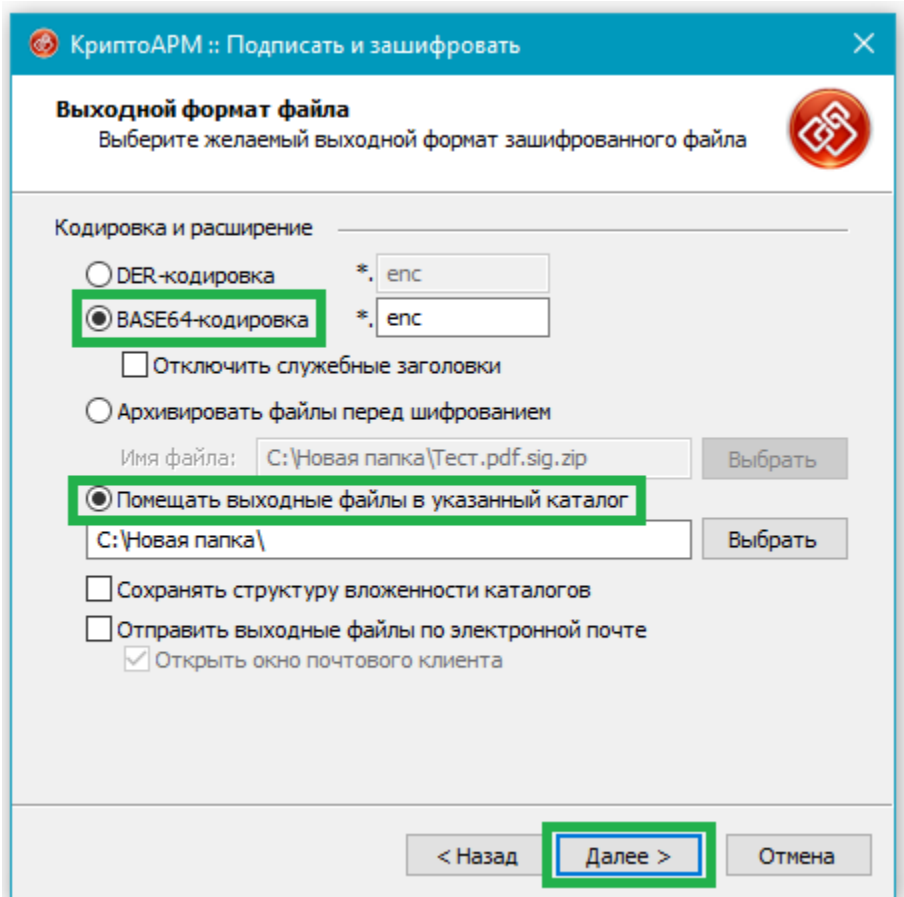 КриптоАРМ :: Подписать и зашифровать
Выходной формат файла
Выберите желаемый выходной формат зашифрованного файла
Кодировка и расширение
DER-кодировка *. enc
BASE64-кодировка *. enc
Отключить служебные заголовки
Архивировать файлы перед шифрованием
Имя файла: C:\Новая папка\Тест.pdf.sig.zip Выбрать
Помещать выходные файлы в указанный каталог
C:\Новая папка\ Выбрать
Сохранять структуру вложенности каталогов
Отправить выходные файлы по электронной почте
Открыть окно почтового клиента
< Назад Далее > Отмена